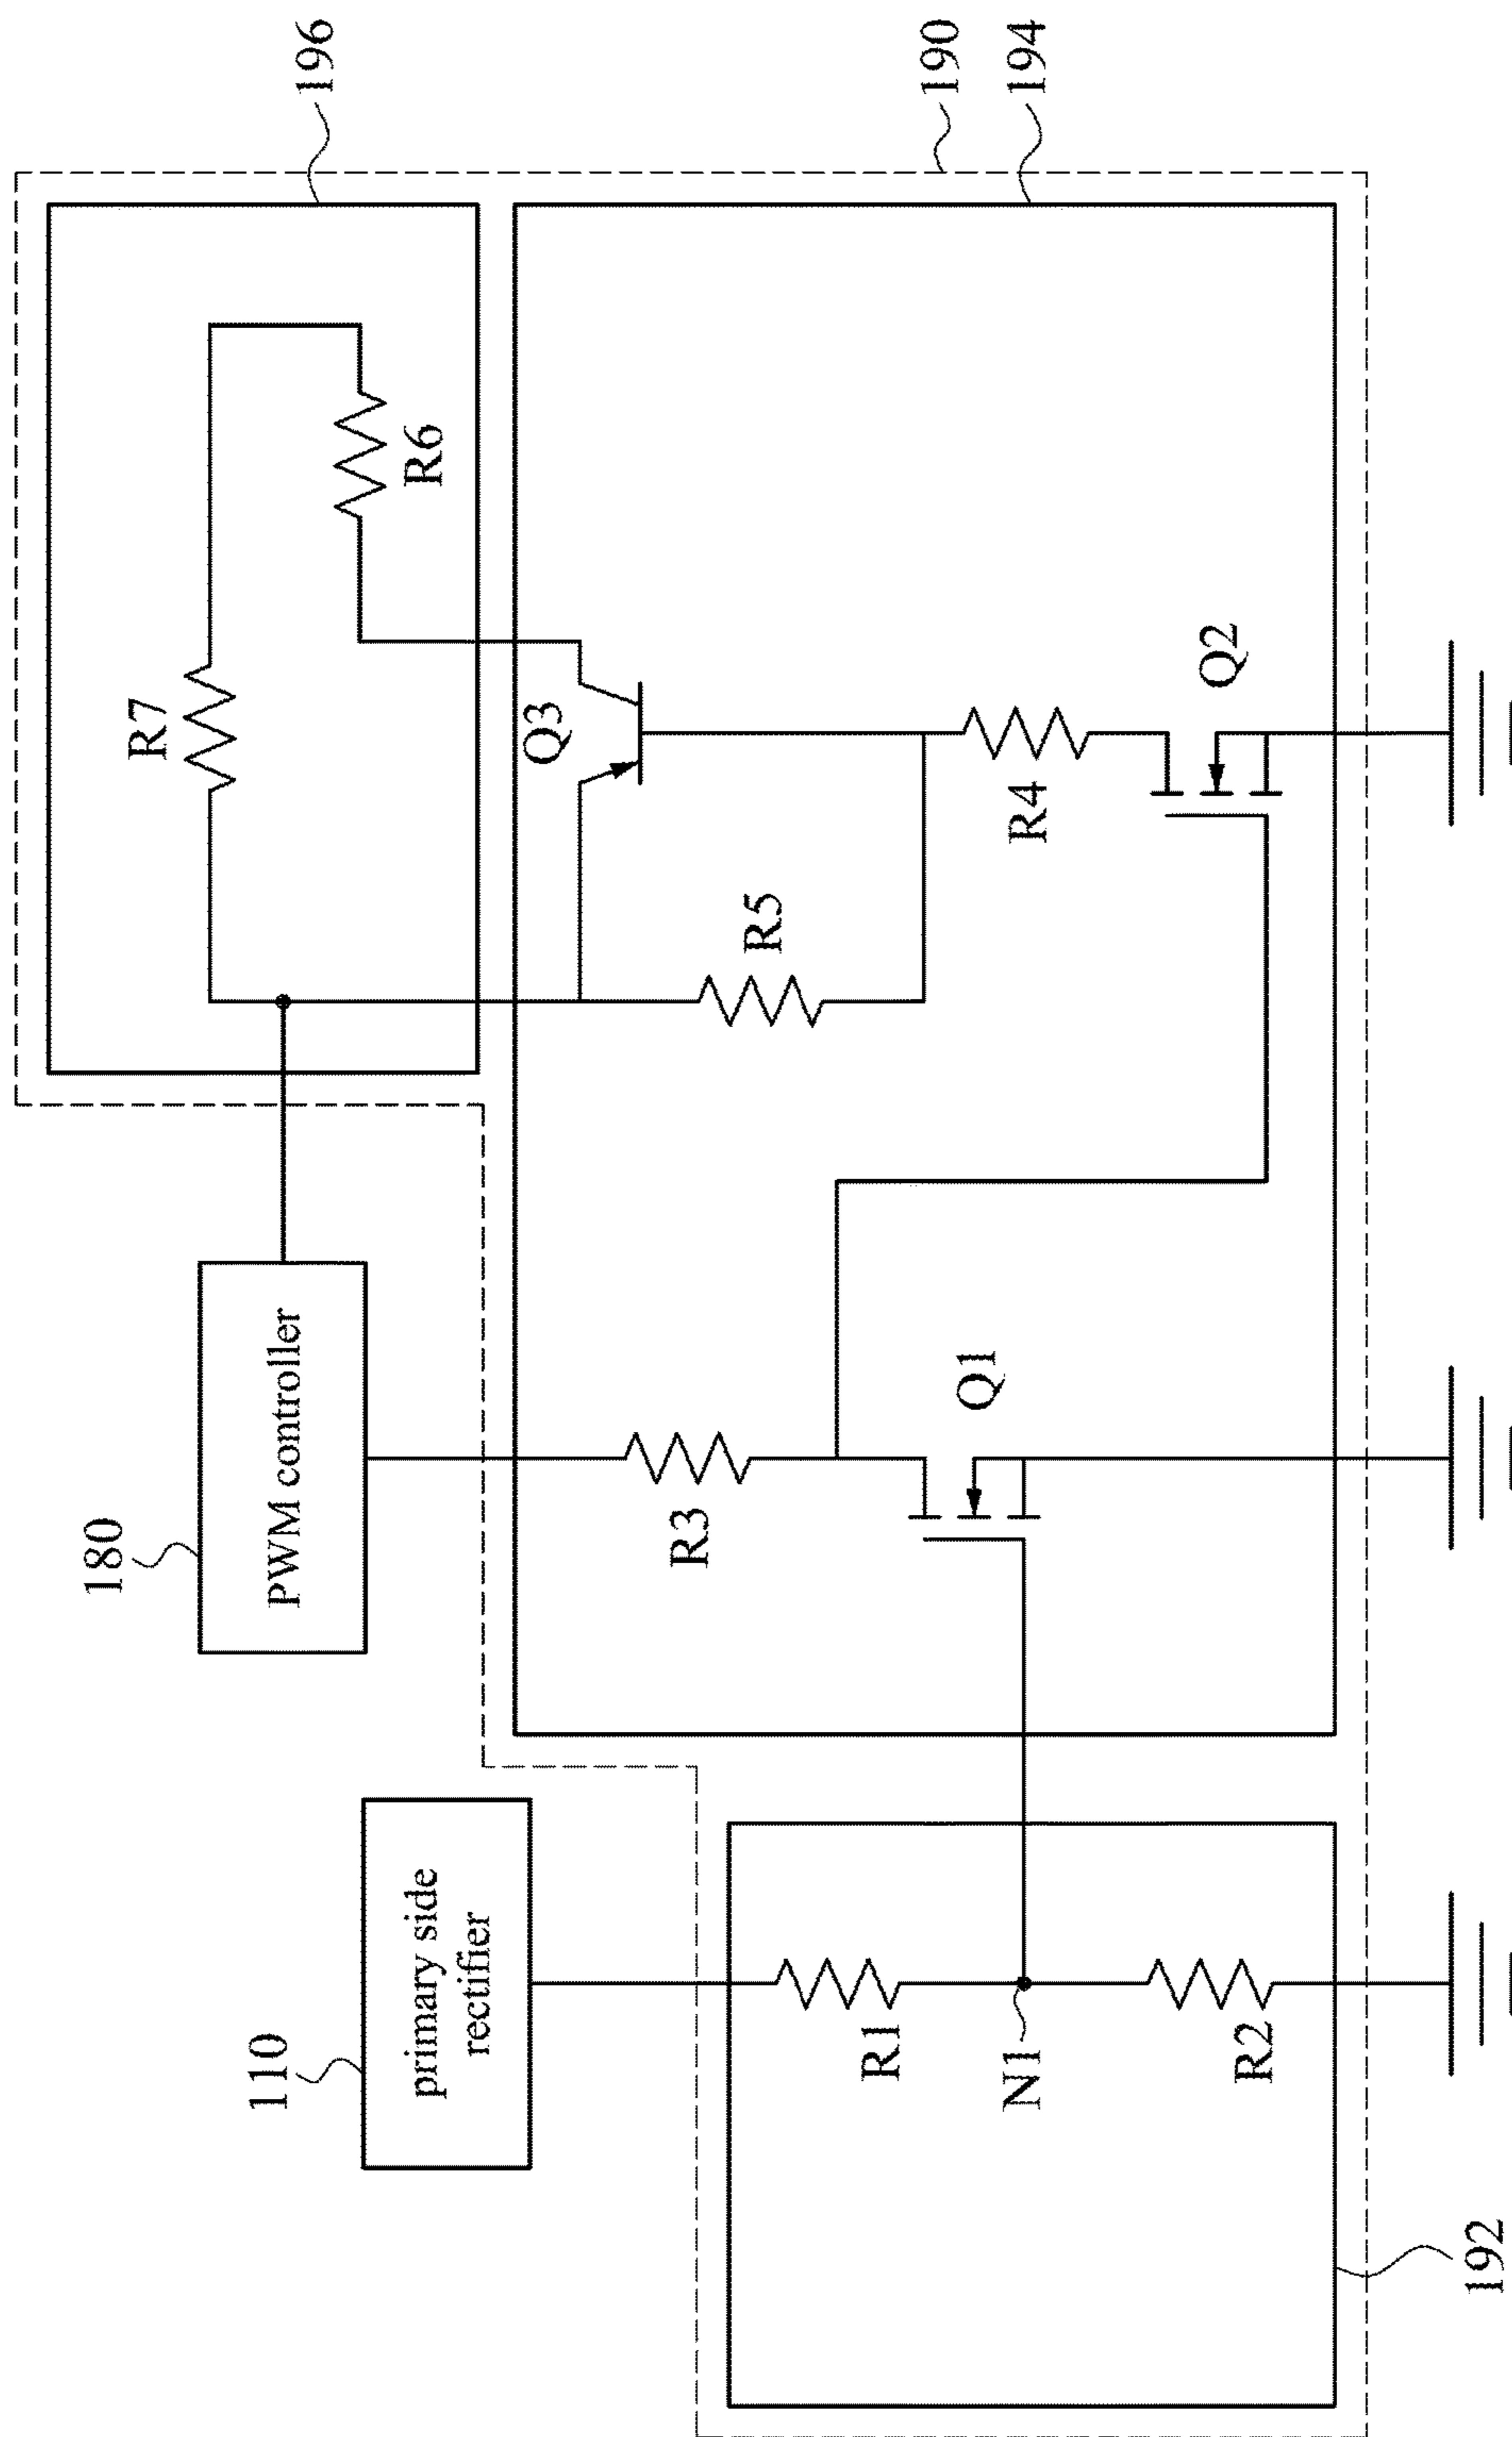 180
R7
110
PWM controller
196
R6
primary side
rectifier
Q3
R3
R5
R1
190
Q1
N1
R4
194
Q2
R2
192